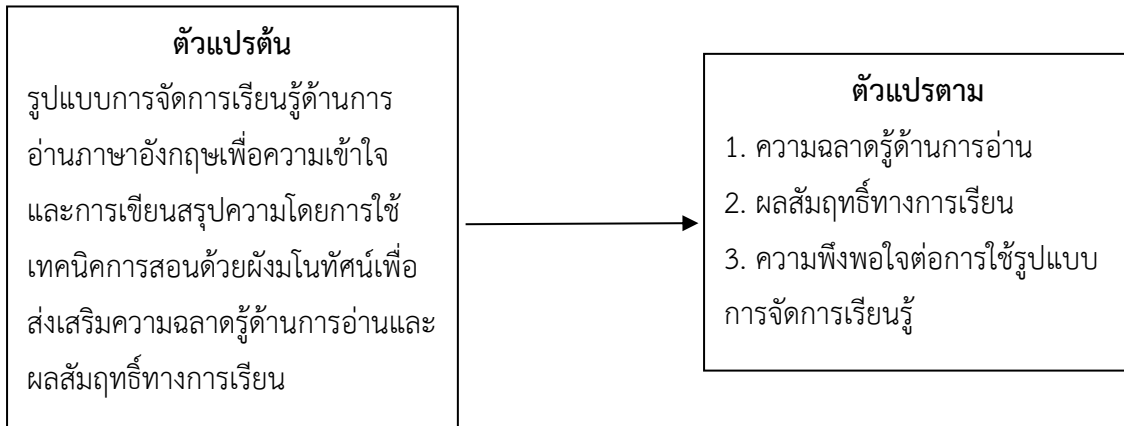 ตัวแปรต้น
รูปแบบการจัดการเรียนรู้ด้านการ
อ่านภาษาอังกฤษเพื่อความเข้าใจ
และการเขียนสรุปความโดยการใช้
เทคนิคการสอนด้วยผังมโนทัศน์เพื่อ
ส่งเสริมความฉลาดรู้ด้านการอ่านและ
ผลสัมฤทธิ์ทางการเรียน
ตัวแปรตาม
1. ความฉลาดรู้ด้านการอ่าน
2. ผลสัมฤทธิ์ทางการเรียน
3. ความพึงพอใจต่อการใช้รูปแบบ
การจัดการเรียนรู้